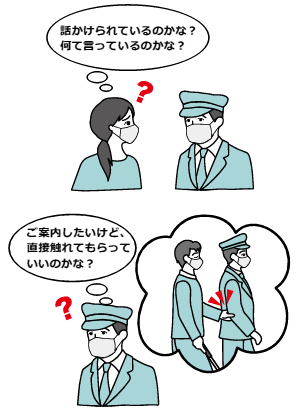 話かけられているのかな?
何て言っているのかな?
?
ご案内したいけど、
直接触れてもらって
いいのかな?
?